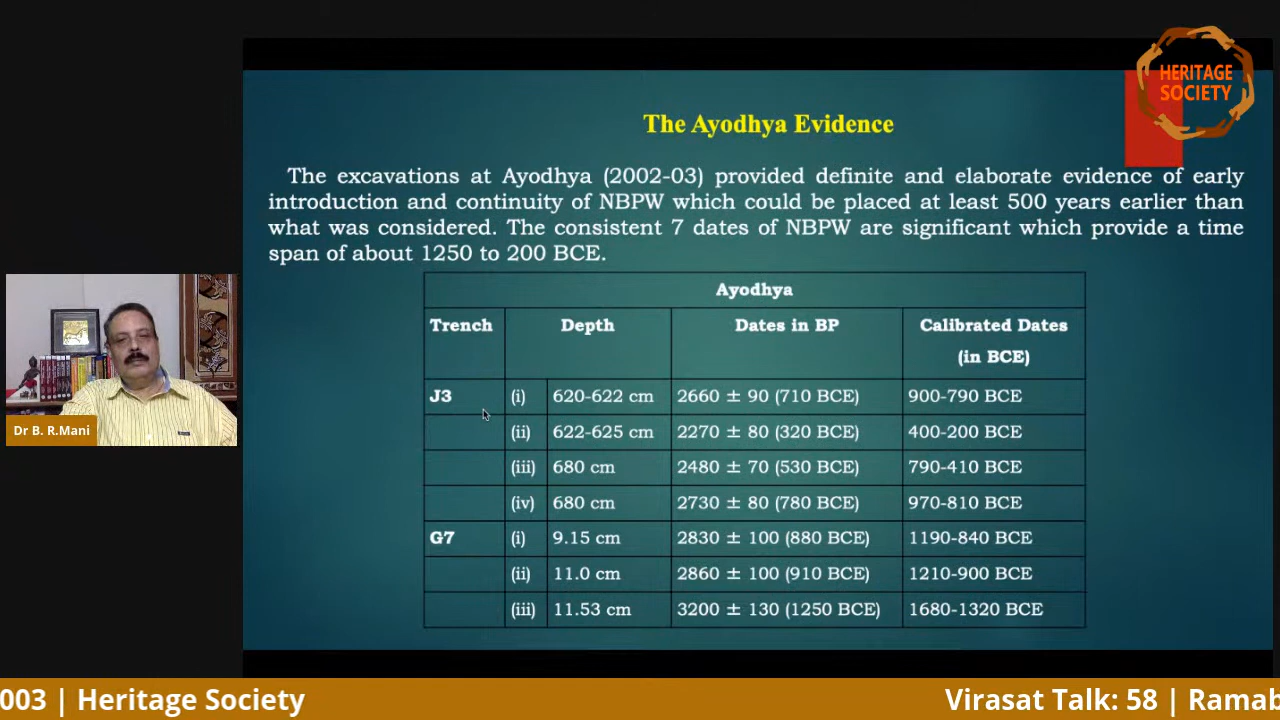 HERITAGE
SOCIETY
The Ayodhya Evidence
The excavations at Ayodhya (2002-03) provided definite and elaborate evidence of early
introduction and continuity of NBPW which could be placed at least 500 years earlier than
what was considered. The consistent 7 dates of NBPW are significant which provide a time
span of about 1250 to 200 BCE.
Ayodhya
Trench Depth Dates in BP Calibrated Dates
(in BCE)
J3 (i) 620-622 cm 2660 ± 90 (710 BCE) 900-790 BCE
(ii) 622-625 cm 2270 ± 80 (320 BCE) 400-200 BCE
(iii) 680 cm 2480 ± 70 (530 BCE) 790-410 BCE
(iv) 680 cm 2730 ± 80 (780 BCE) 970-810 BCE
G7 (i) 9.15 cm 2830 ± 100 (880 BCE) 1190-840 BCE
(ii) 11.0 cm 2860 ± 100 (910 BCE) 1210-900 BCE
(iii) 11.53 cm 3200 ± 130 (1250 BCE) 1680-1320 BCE
Dr B. R.Mani
003 | Heritage Society Virasat Talk: 58 | Ramab